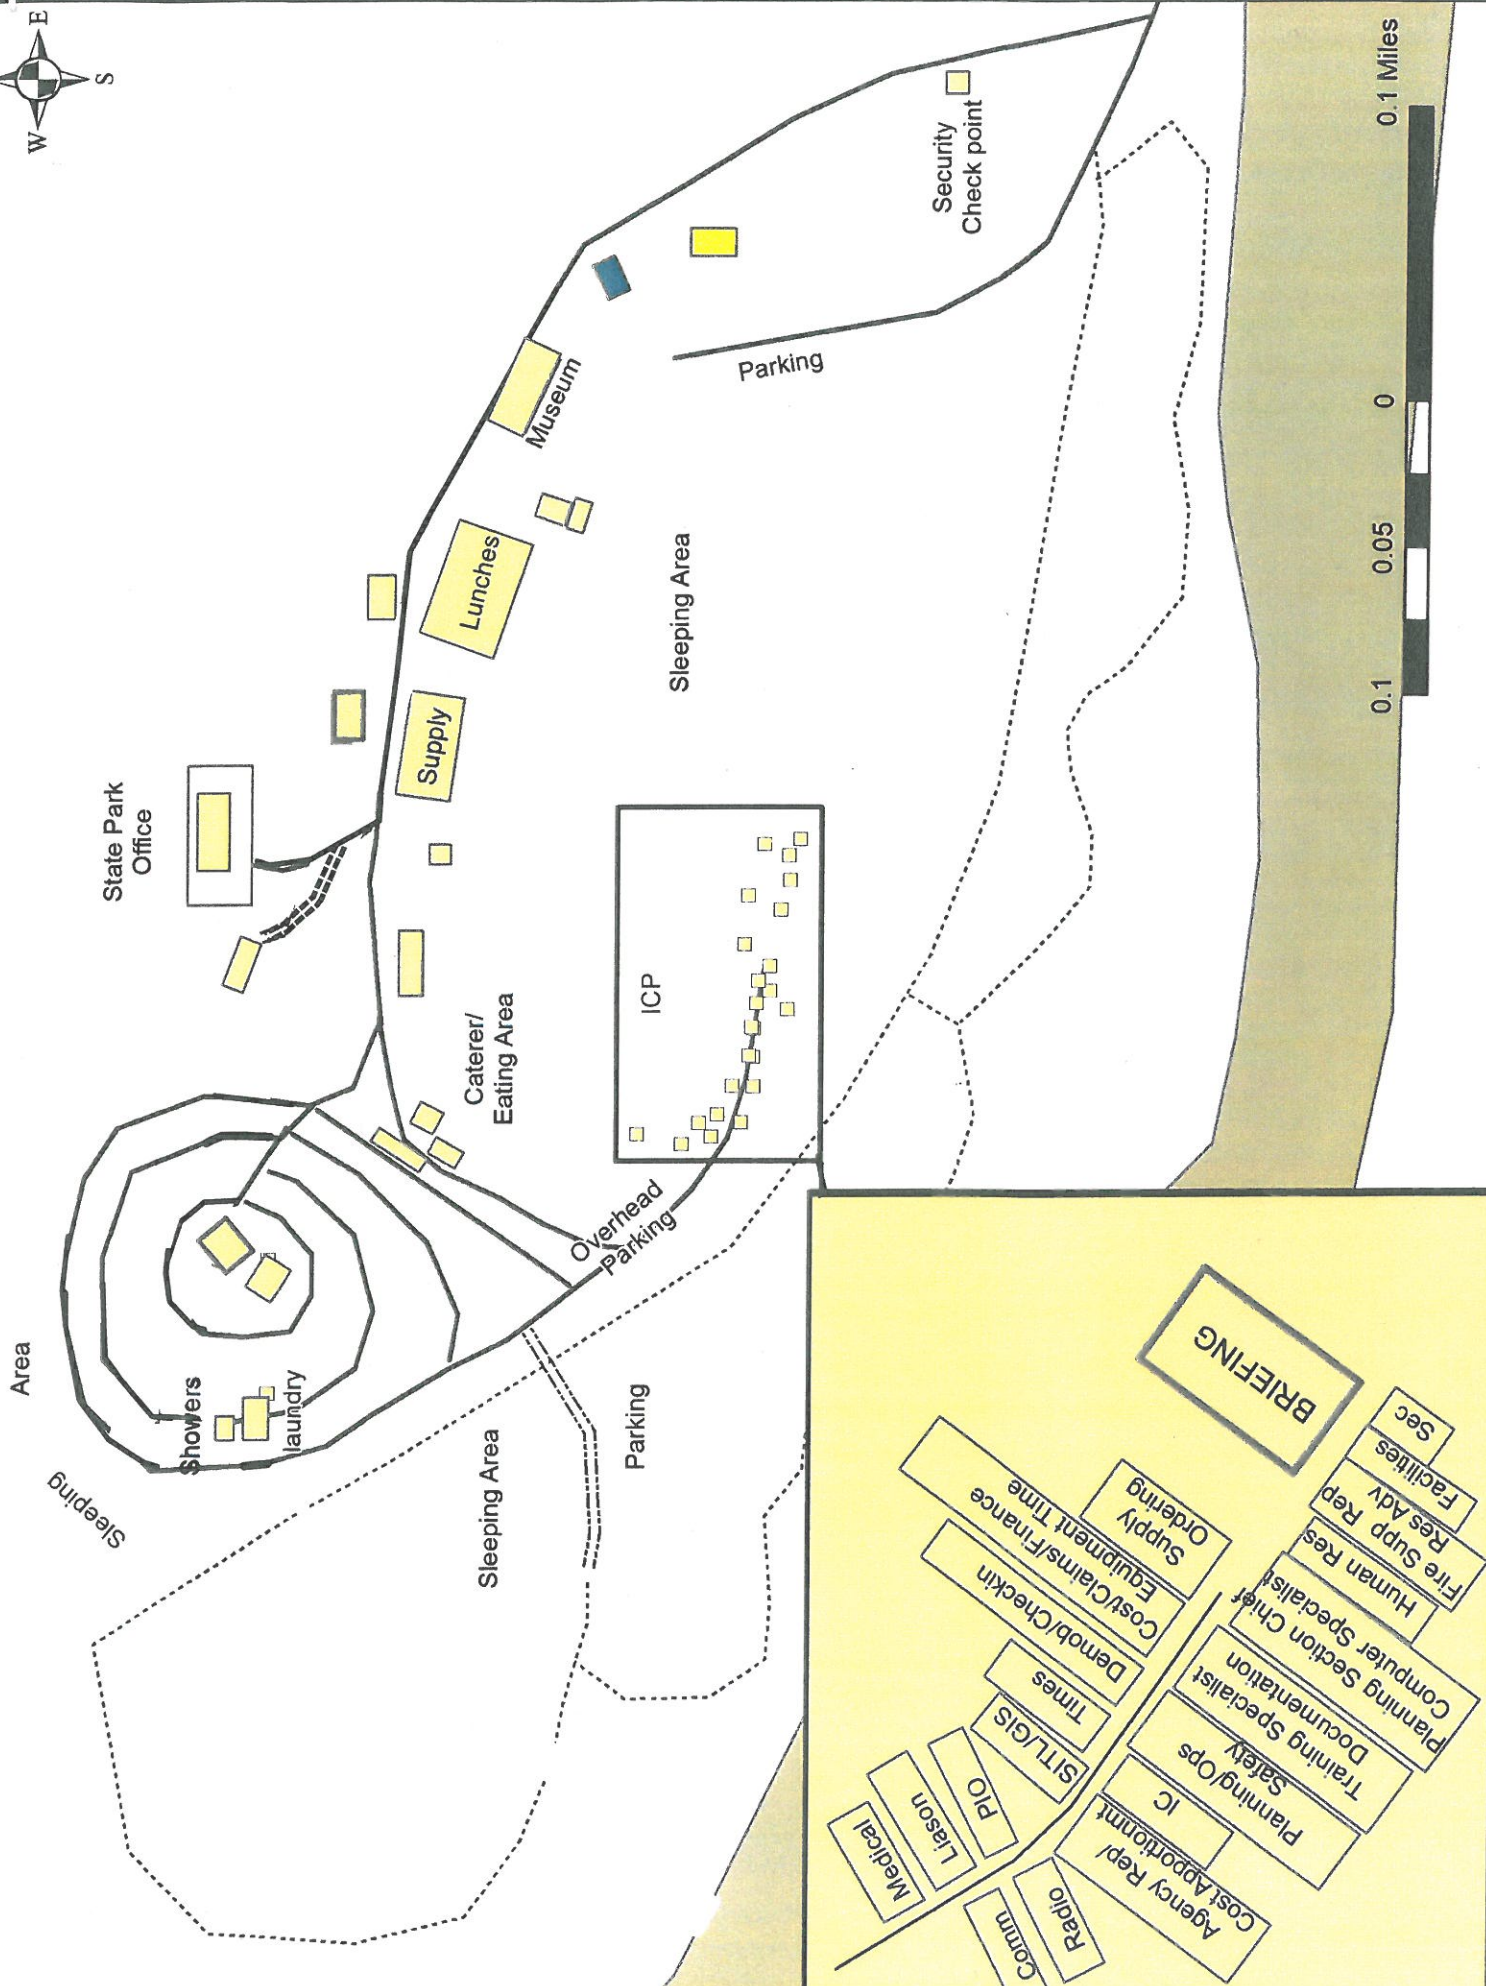 W
E
S
Area
Sleeping
Showers
laundry
State Park
Office
Sleeping Area
Parking
Overhead
Parking
Caterer/
Eating Area
Supply
Lunches
Museum
ICP
Sleeping Area
Parking
Security
Check point
0.1
0.05
0
0.1 Miles
Medical
Liason
PIO
SITL/GIS
Times
Demob/Checkin
Cost/Claims/Finance
Equipment Time
Supply
Ordering
BRIEFING
Comm
Radio
Agency Rep/
Cost Apportionmt
IC
Planning/Ops
Safety
Training Specialist
Documentation
Planning Section Chief
Computer Specialist
Human Res
Fire Supp Rep
Res Adv
Facilities
Sec